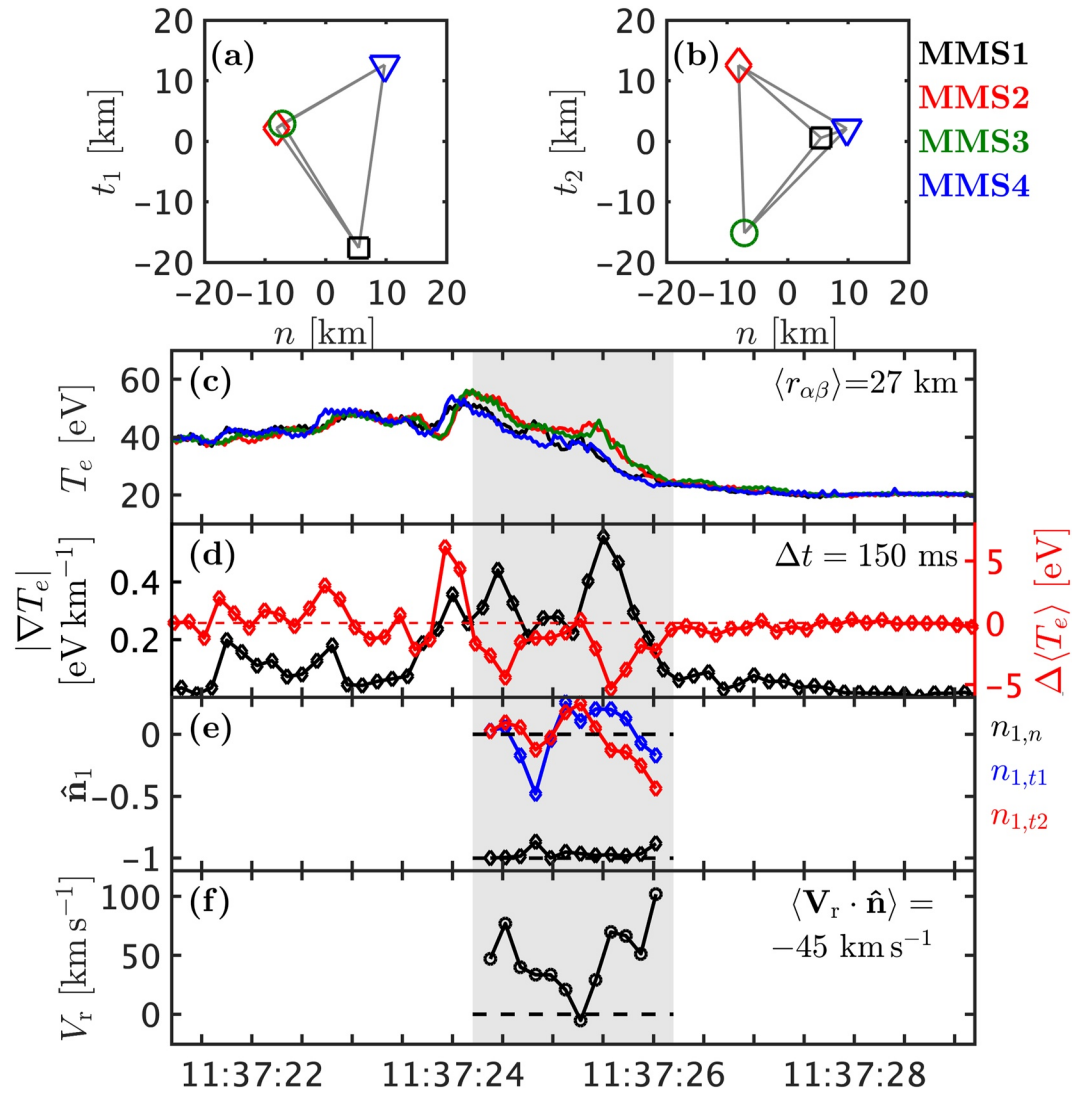 (a)
20
10
0
−10
−20
t₁ [km]
−20 −10 0 10 20
n [km]
(b)
20
10
0
−10
−20
t₂ [km]
−20 −10 0 10 20
n [km]
MMS1
MMS2
MMS3
MMS4
(c)
60
40
20
Tₑ [eV]
⟨r_αβ⟩=27 km
(d)
0.4
0.2
|∇Tₑ|
[eV km⁻¹]
Δt = 150 ms
5
0
−5
Δ⟨Tₑ⟩ [eV]
(e)
0
−0.5
−1
n̂₁
n₁,ₙ
n₁,ₜ₁
n₁,ₜ₂
(f)
100
50
0
Vᵣ [km s⁻¹]
⟨Vᵣ · n̂⟩ =
−45 km s⁻¹
11:37:22 11:37:24 11:37:26 11:37:28